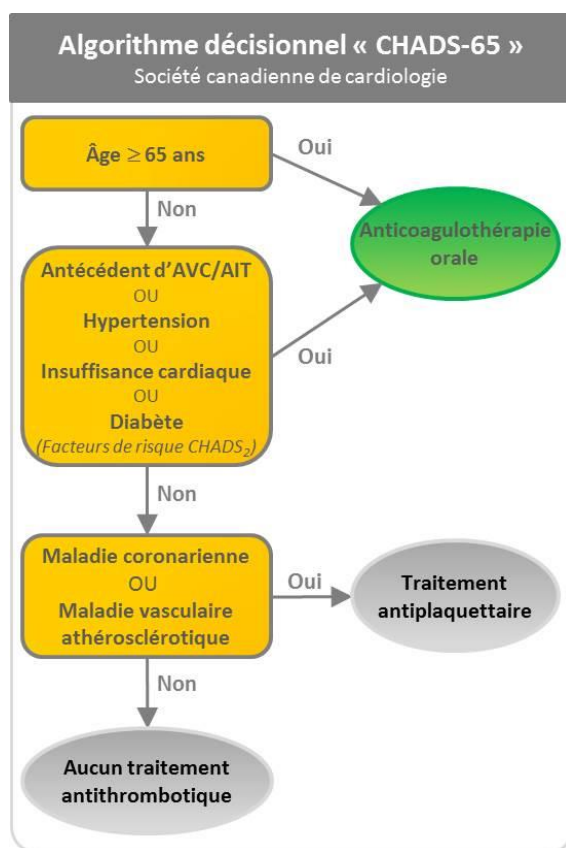 Algorithme décisionnel « CHADS-65 »
Société canadienne de cardiologie
Âge ≥ 65 ans
Oui
Non
Anticoagulothérapie
orale
Antécédent d'AVC/AIT
OU
Hypertension
OU
Insuffisance cardiaque
OU
Diabète
(Facteurs de risque CHADS₂)
Oui
Non
Maladie coronarienne
OU
Maladie vasculaire
athérosclérotique
Oui
Traitement
antiplaquettaire
Non
Aucun traitement
antithrombotique